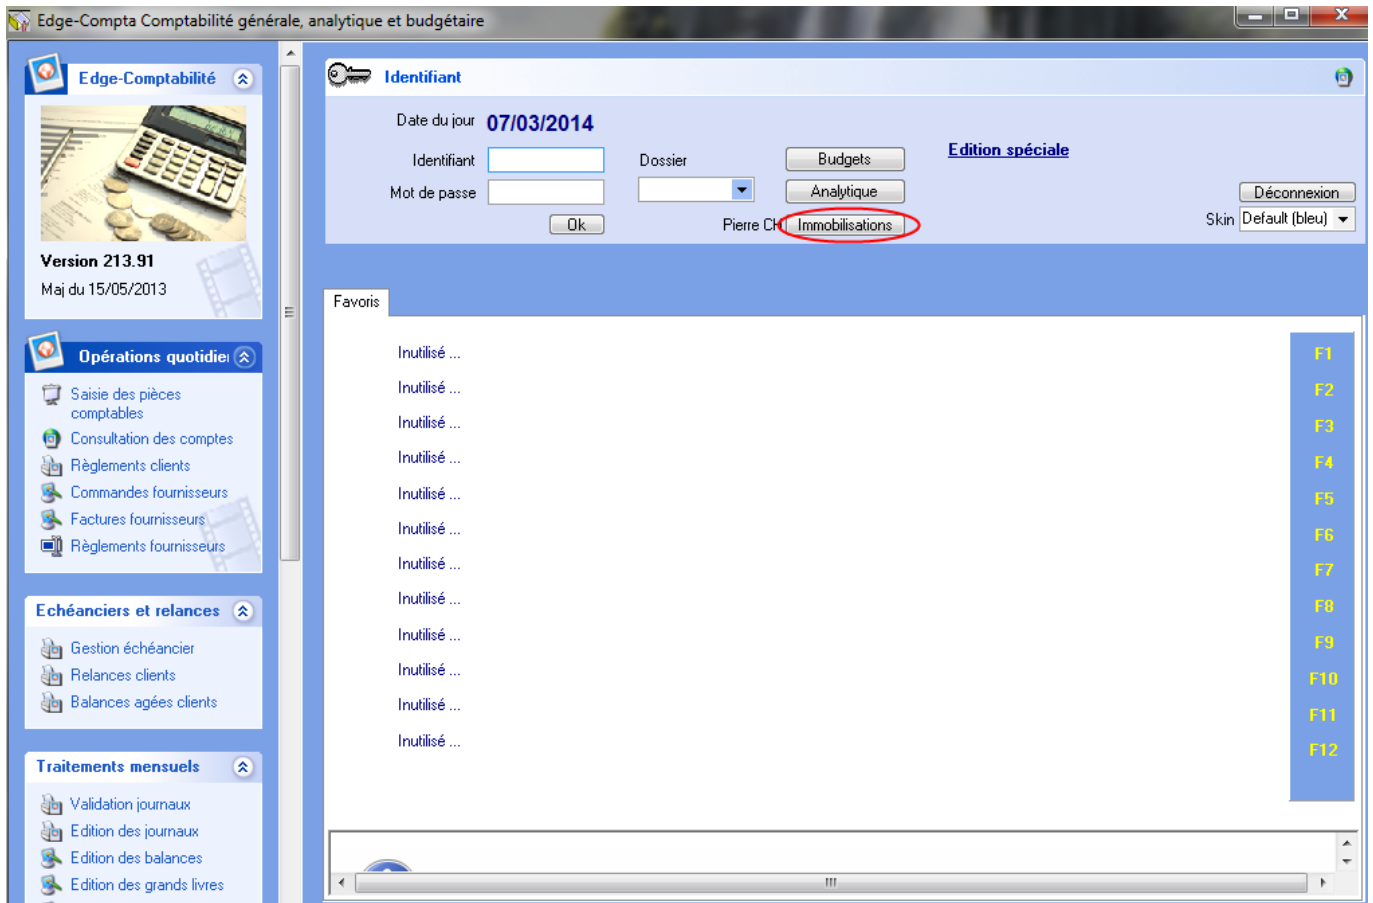 Edge-Compta Comptabilité générale, analytique et budgétaire
Edge-Comptabilité
Version 213.91
Maj du 15/05/2013
Opérations quotidie
Saisie des pièces
comptables
Consultation des comptes
Règlements clients
Commandes fournisseurs
Factures fournisseurs
Règlements fournisseurs
Echéanciers et relances
Gestion échéancier
Relances clients
Balances agées clients
Traitements mensuels
Validation journaux
Edition des journaux
Edition des balances
Edition des grands livres
Identifiant
Date du jour 07/03/2014
Identifiant
Dossier
Budgets
Edition spéciale
Mot de passe
Analytique
Déconnexion
Ok
Pierre CH
Immobilisations
Skin Default (bleu)
Favoris
Inutilisé ... F1
Inutilisé ... F2
Inutilisé ... F3
Inutilisé ... F4
Inutilisé ... F5
Inutilisé ... F6
Inutilisé ... F7
Inutilisé ... F8
Inutilisé ... F9
Inutilisé ... F10
Inutilisé ... F11
Inutilisé ... F12